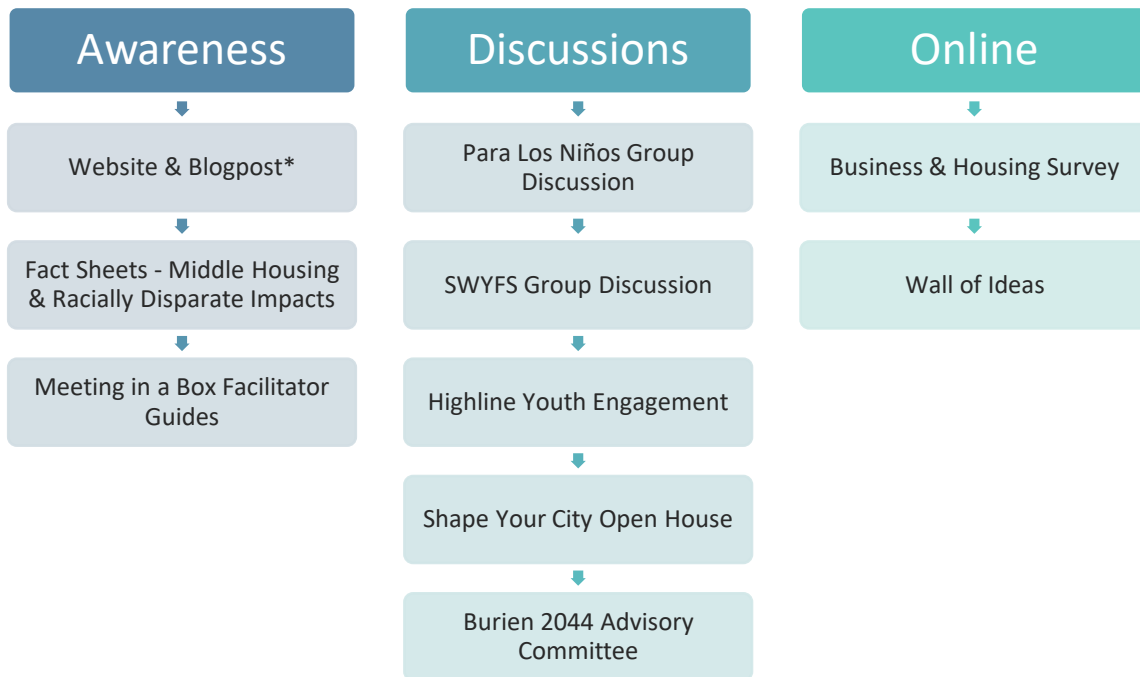 Awareness
Website & Blogpost*
Fact Sheets - Middle Housing
& Racially Disparate Impacts
Meeting in a Box Facilitator
Guides
Discussions
Para Los Niños Group
Discussion
SWYFS Group Discussion
Highline Youth Engagement
Shape Your City Open House
Burien 2044 Advisory
Committee
Online
Business & Housing Survey
Wall of Ideas